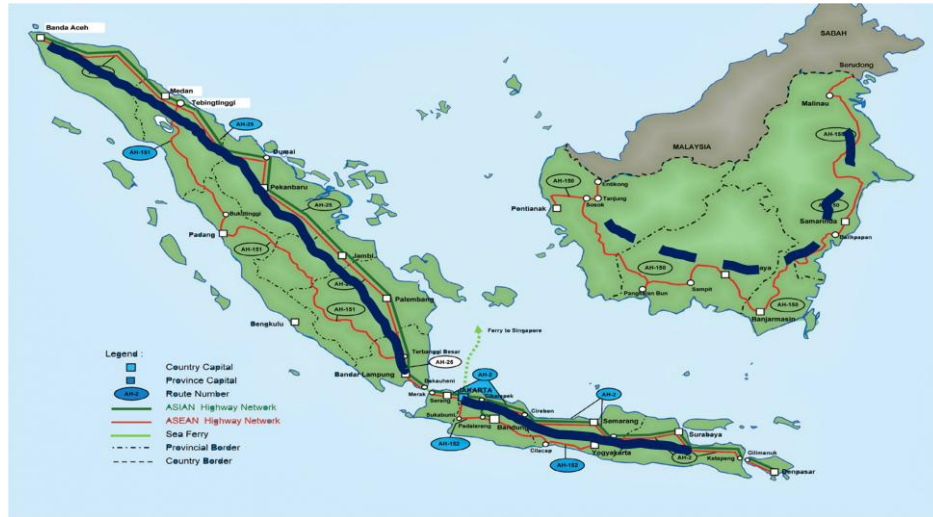 Banda Aceh
Medan
Tebingtinggi
AH-25
AH-151
Dumai
Pekanbaru
AH-25
Bukittinggi
Padang
AH-151
Jambi
AH-151
Palembang
Bengkulu
Terbanggi Besar
AH-25
Bandar Lampung
Bakauheni
Merak
Serang
JAKARTA
AH-2
Cikampek
Ferry to Singapore
Sukabumi
Padalarang
Bandung
AH-152
Cirebon
Cilacap
AH-2
Semarang
Yogyakarta
AH-152
Surabaya
AH-2
Ketapang
Gilimanuk
Denpasar
SABAH
Serudong
Malinau
MALAYSIA
AH-150
Entikong
Tanjung
Sosok
Pontianak
AH-150
Samarinda
Balikpapan
AH-150
Pangkalan Bun
Sampit
AH-150
Banjarmasin
Legend :
Country Capital
Province Capital
AH-2
Route Number
ASIAN Highway Network
ASEAN Highway Network
Sea Ferry
Provincial Border
Country Border